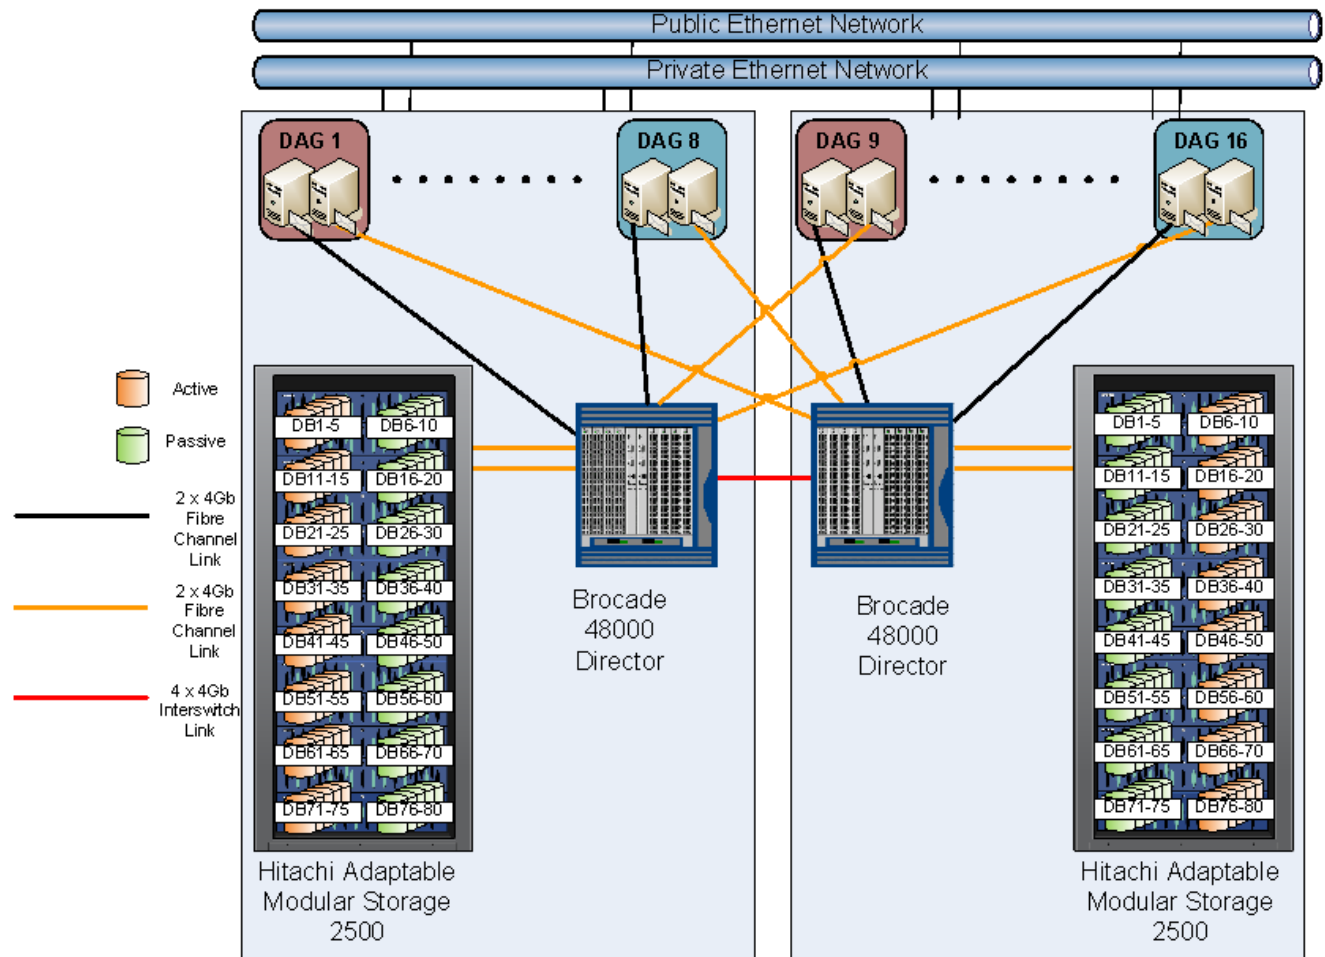 Public Ethernet Network
Private Ethernet Network
DAG 1
DAG 8
DAG 9
DAG 16
Active
Passive
2 x 4Gb
Fibre
Channel
Link
2 x 4Gb
Fibre
Channel
Link
4 x 4Gb
Interswitch
Link
DB1-5 DB6-10
DB11-15 DB16-20
DB21-25 DB26-30
DB31-35 DB36-40
DB41-45 DB46-50
DB51-55 DB56-60
DB61-65 DB66-70
DB71-75 DB76-80
Hitachi Adaptable
Modular Storage
2500
Brocade
48000
Director
Brocade
48000
Director
DB1-5 DB6-10
DB11-15 DB16-20
DB21-25 DB26-30
DB31-35 DB36-40
DB41-45 DB46-50
DB51-55 DB56-60
DB61-65 DB66-70
DB71-75 DB76-80
Hitachi Adaptable
Modular Storage
2500